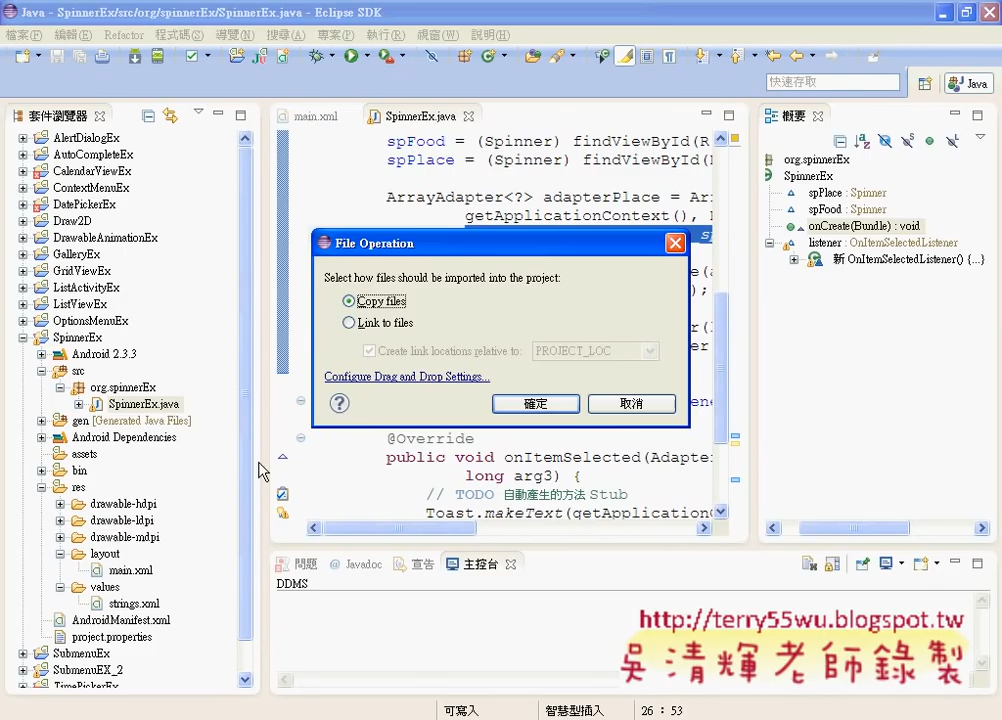 Java - SpinnerEx/src/org/spinnerEx/SpinnerEx.java - Eclipse SDK
檔案(F) 編輯(E) Refactor 程式碼(S) 導覽(N) 搜尋(A) 專案(P) 執行(R) 視窗(W) 說明(H)
快速存取
Java
套件瀏覽器
AlertDialogEx
AutoCompleteEx
CalendarViewEx
ContextMenuEx
DatePickerEx
Draw2D
DrawableAnimationEx
GalleryEx
GridViewEx
ListActivityEx
ListViewEx
OptionsMenuEx
SpinnerEx
Android 2.3.3
src
org.spinnerEx
SpinnerEx.java
gen [Generated Java Files]
Android Dependencies
assets
bin
res
drawable-hdpi
drawable-ldpi
drawable-mdpi
layout
main.xml
values
strings.xml
AndroidManifest.xml
project.properties
SubmenuEx
SubmenuEX_2
TimePickerEx
main.xml
SpinnerEx.java
spFood = (Spinner) findViewById(R
spPlace = (Spinner) findViewById(
ArrayAdapter<?> adapterPlace = Arr
getApplicationContext(),
File Operation
Select how files should be imported into the project:
Copy files
Link to files
Create link locations relative to: PROJECT_LOC
Configure Drag and Drop Settings...
確定
取消
@Override
public void onItemSelected(Adapte
long arg3) {
// TODO 自動產生的方法 Stub
Toast.makeText(getApplication
概要
org.spinnerEx
SpinnerEx
spPlace : Spinner
spFood : Spinner
onCreate(Bundle) : void
listener : OnItemSelectedListener
新 OnItemSelectedListener() {...}
問題
@ Javadoc
宣告
主控台
DDMS
http://terry55wu.blogspot.tw
吳清輝老師錄製
可寫入
智慧型插入
26 : 53